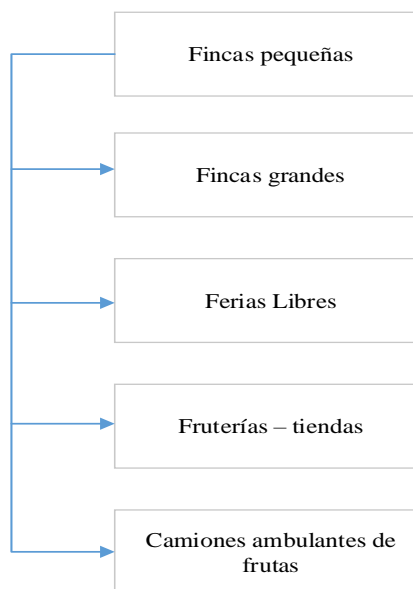 Fincas pequeñas
Fincas grandes
Ferias Libres
Fruterías – tiendas
Camiones ambulantes de
frutas